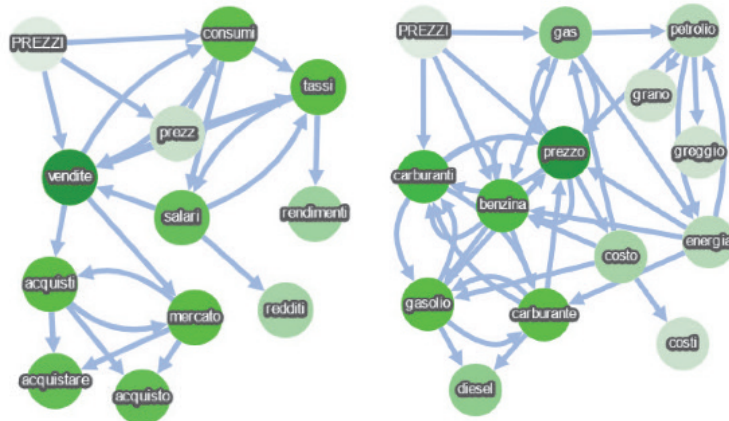 PREZZI
consumi
tassi
prezz
vendite
salari
rendimenti
acquisti
mercato
redditi
acquistare
acquisto
PREZZI
gas
petrolio
grano
prezzo
greggio
carburanti
benzina
costo
energia
gasolio
carburante
costi
diesel